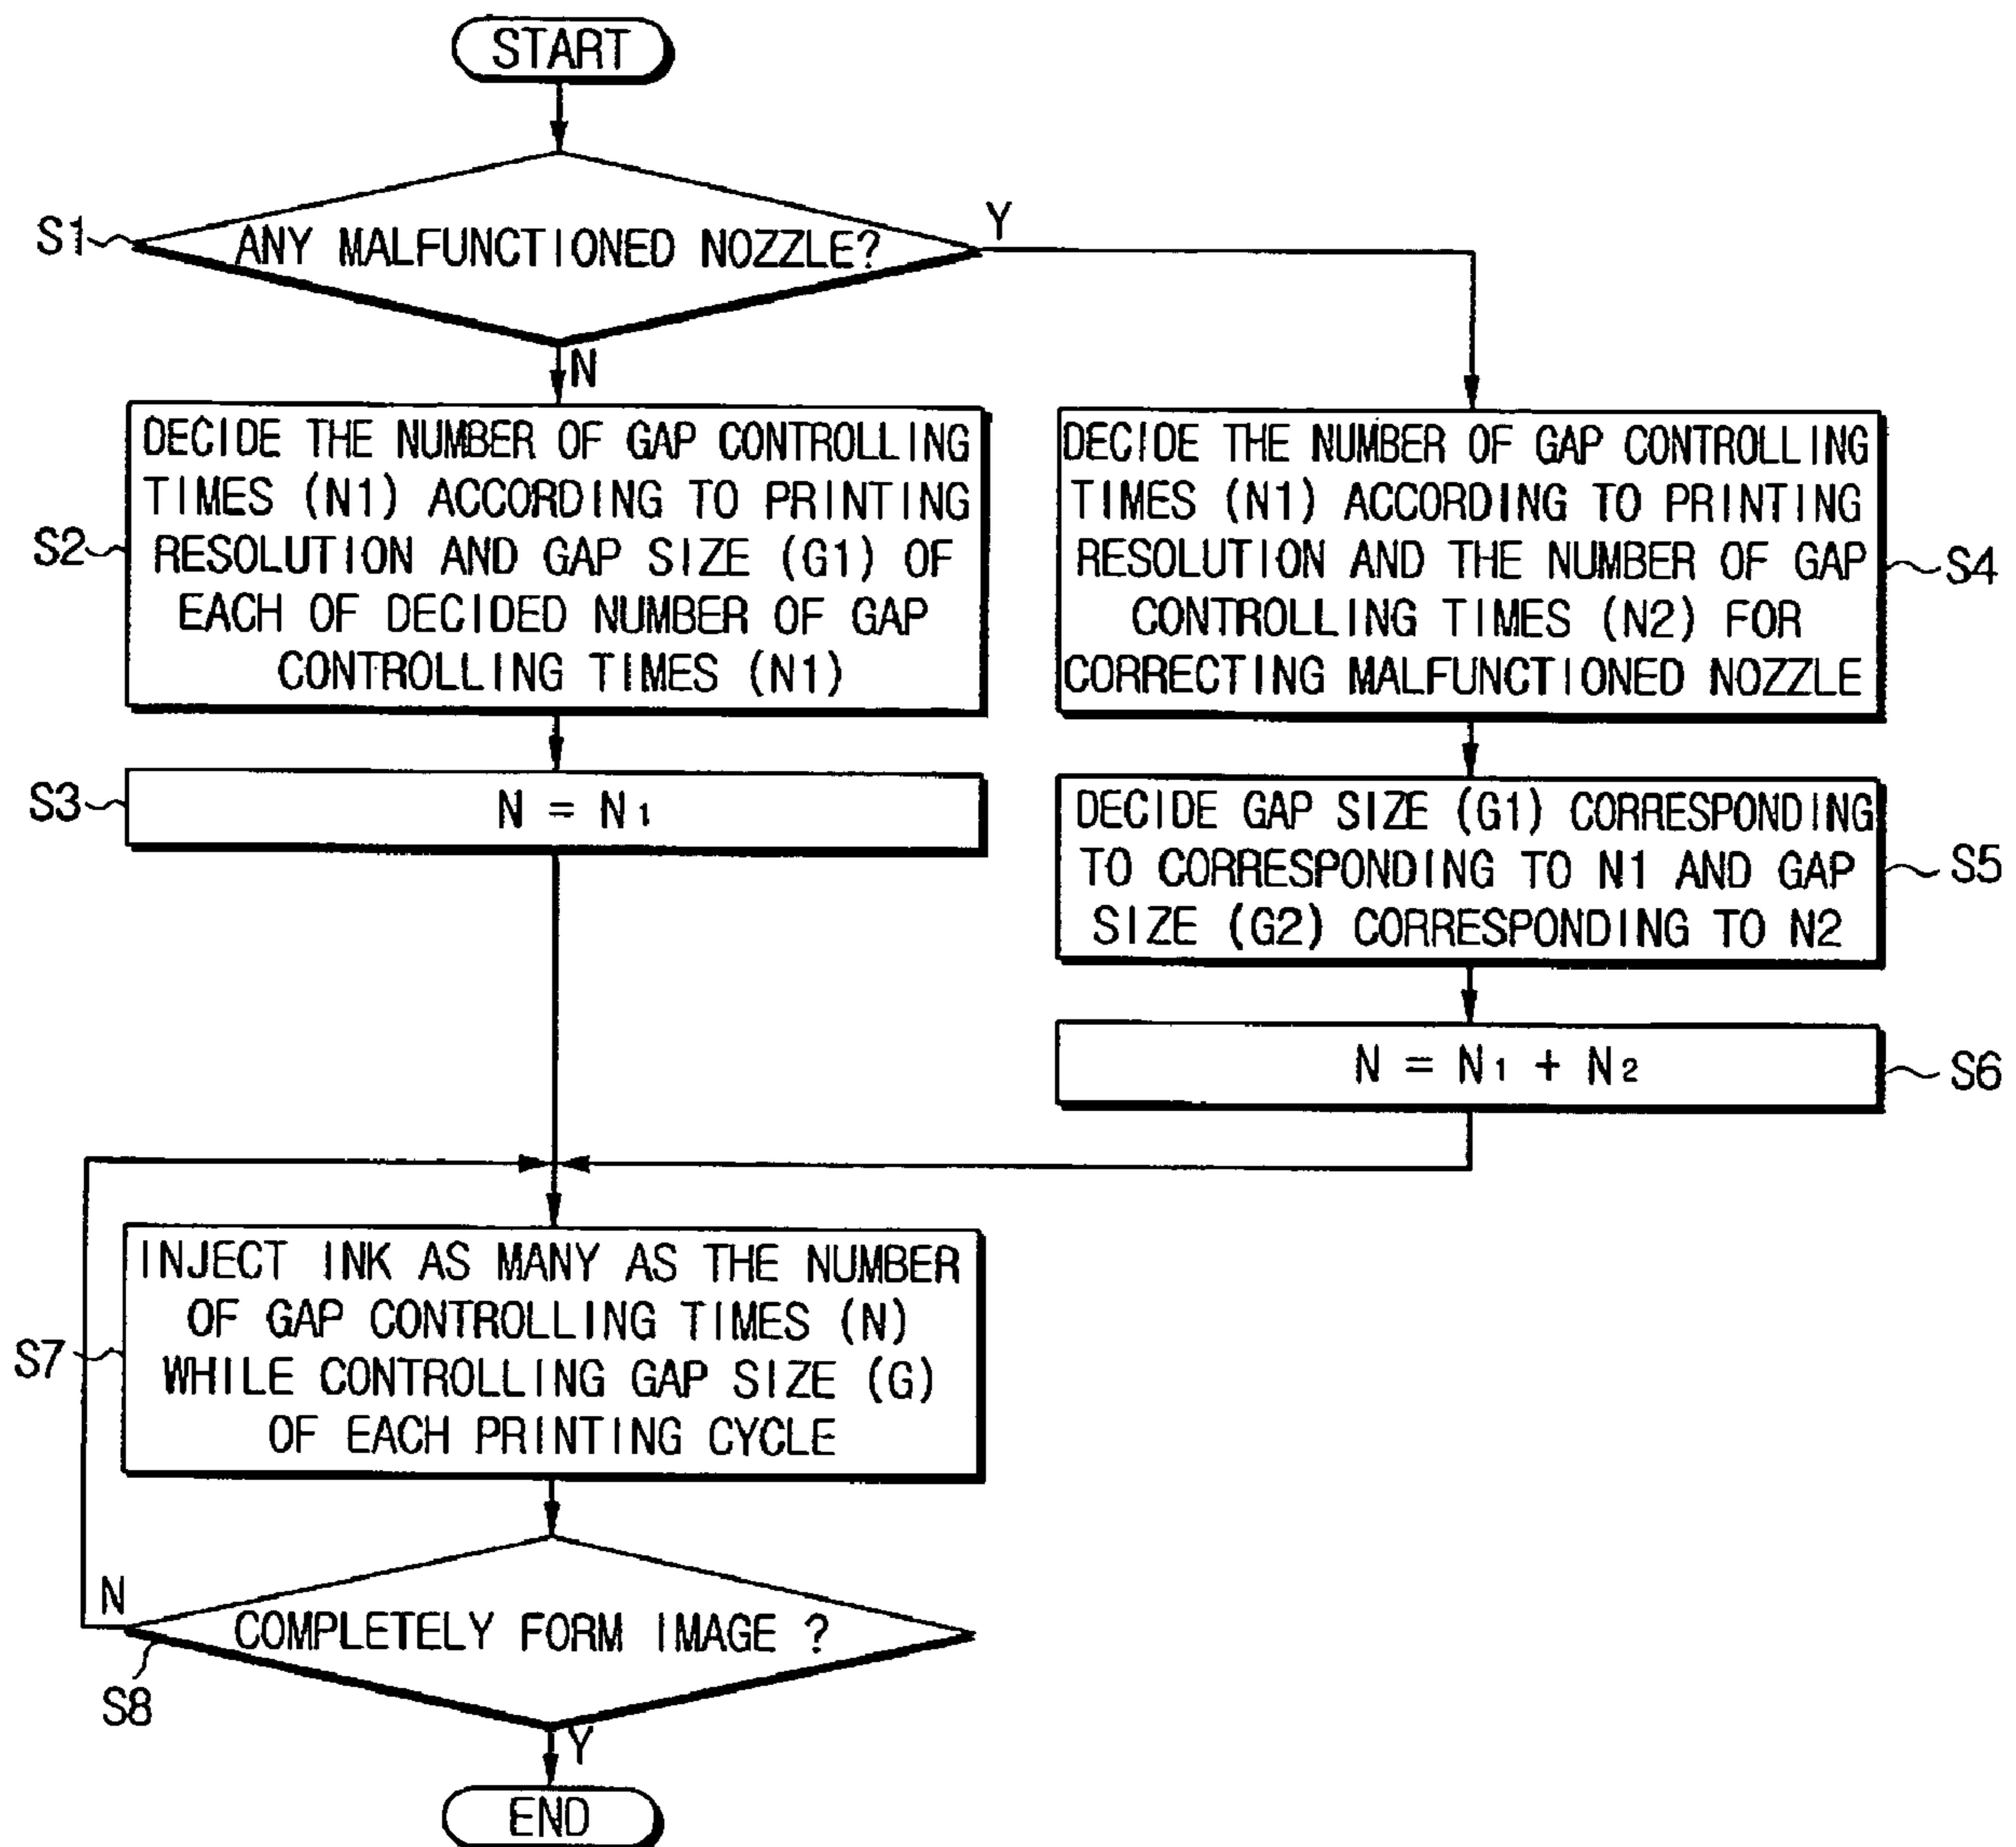 START
S1
ANY MALFUNCTIONED NOZZLE?
Y
N
S2
DECIDE THE NUMBER OF GAP CONTROLLING
TIMES (N1) ACCORDING TO PRINTING
RESOLUTION AND GAP SIZE (G1) OF
EACH OF DECIDED NUMBER OF GAP
CONTROLLING TIMES (N1)
DECIDE THE NUMBER OF GAP CONTROLLING
TIMES (N1) ACCORDING TO PRINTING
RESOLUTION AND THE NUMBER OF GAP
CONTROLLING TIMES (N2) FOR
CORRECTING MALFUNCTIONED NOZZLE
S4
S3
N = N1
DECIDE GAP SIZE (G1) CORRESPONDING
TO CORRESPONDING TO N1 AND GAP
SIZE (G2) CORRESPONDING TO N2
S5
N = N1 + N2
S6
S7
INJECT INK AS MANY AS THE NUMBER
OF GAP CONTROLLING TIMES (N)
WHILE CONTROLLING GAP SIZE (G)
OF EACH PRINTING CYCLE
N
COMPLETELY FORM IMAGE ?
S8
Y
END